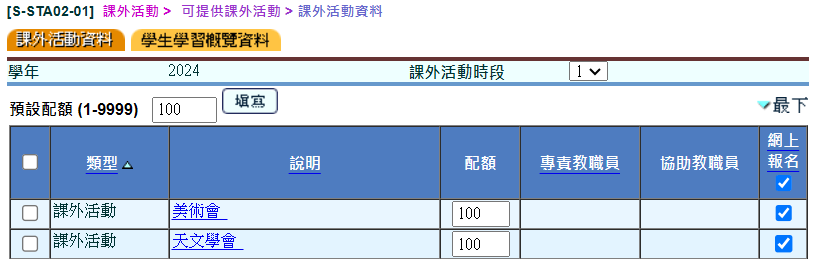 [S-STA02-01] 課外活動 > 可提供課外活動 > 課外活動資料
課外活動資料 學生學習概覽資料
學年 2024 課外活動時段 1
預設配額 (1-9999) 100 填寫 最下
類型 說明 配額 專責教職員 協助教職員 網上報名
課外活動 美術會 100
課外活動 天文學會 100